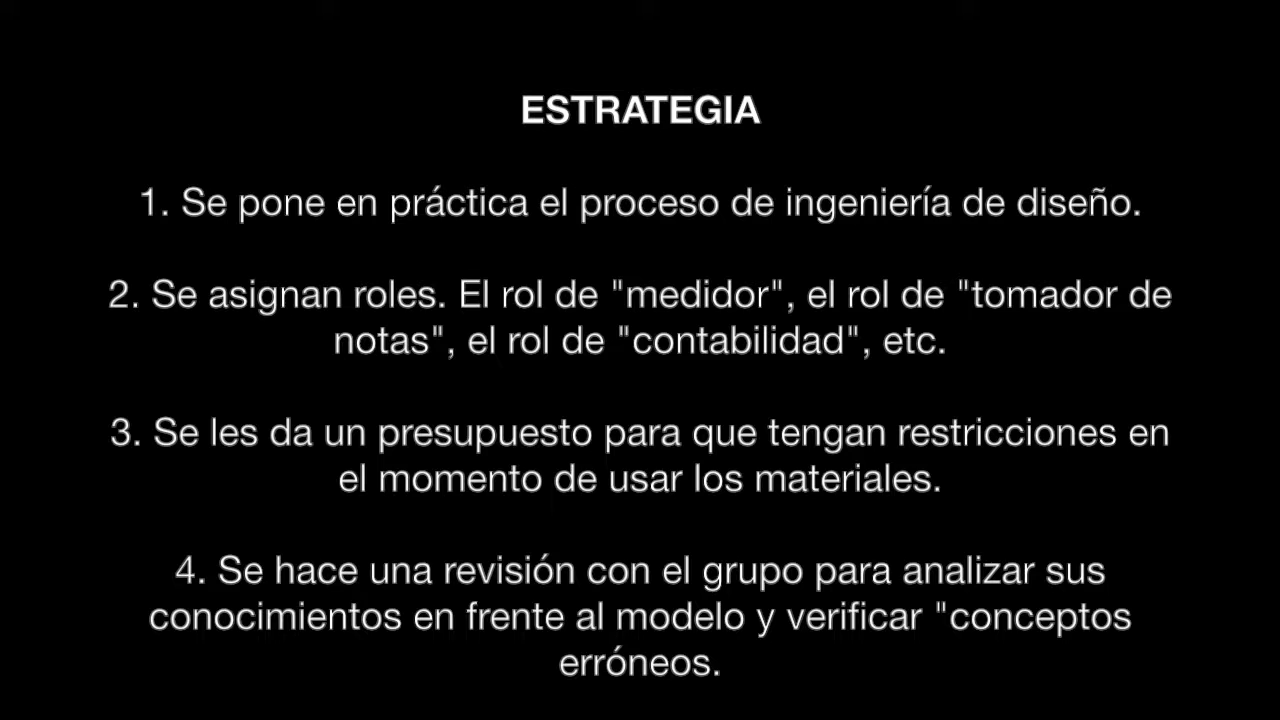 ESTRATEGIA
1. Se pone en práctica el proceso de ingeniería de diseño.
2. Se asignan roles. El rol de "medidor", el rol de "tomador de
notas", el rol de "contabilidad", etc.
3. Se les da un presupuesto para que tengan restricciones en
el momento de usar los materiales.
4. Se hace una revisión con el grupo para analizar sus
conocimientos en frente al modelo y verificar "conceptos
erróneos.